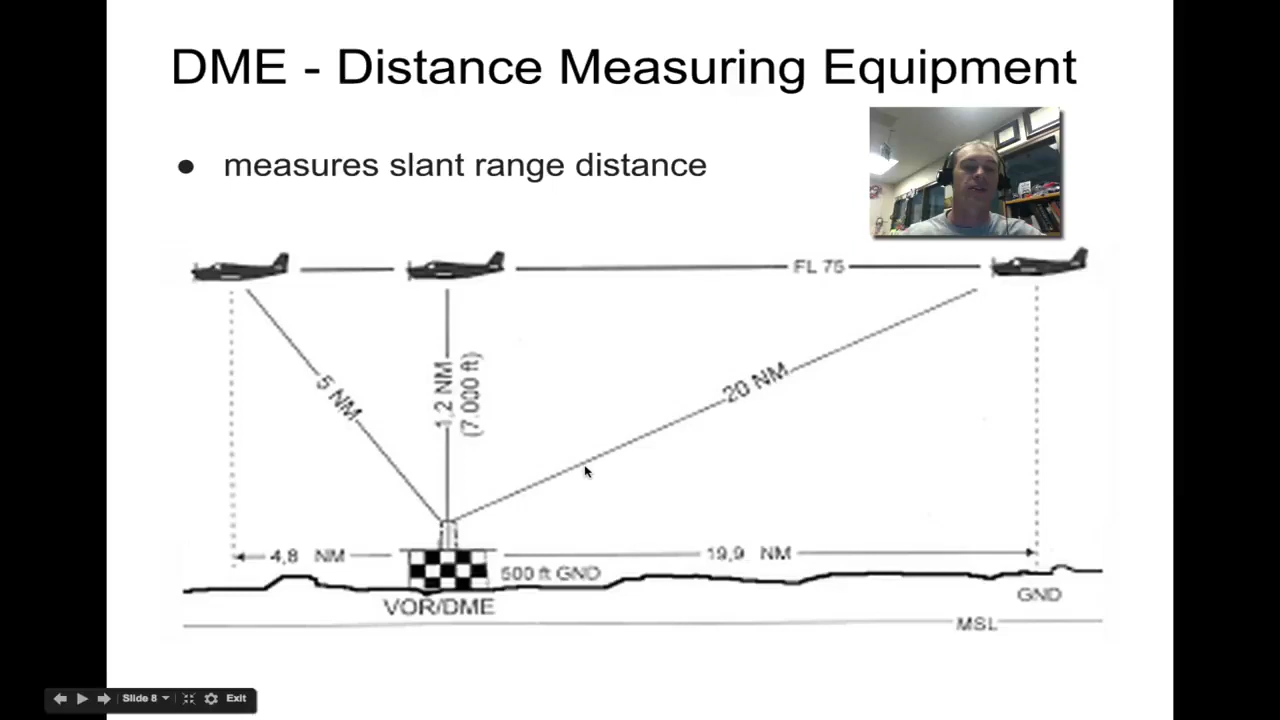 DME - Distance Measuring Equipment
● measures slant range distance
FL 75
5 NM
1,2 NM
(7.000 ft)
20 NM
4,8 NM
19,9 NM
500 ft GND
VOR/DME
GND
MSL
Slide 8
Exit